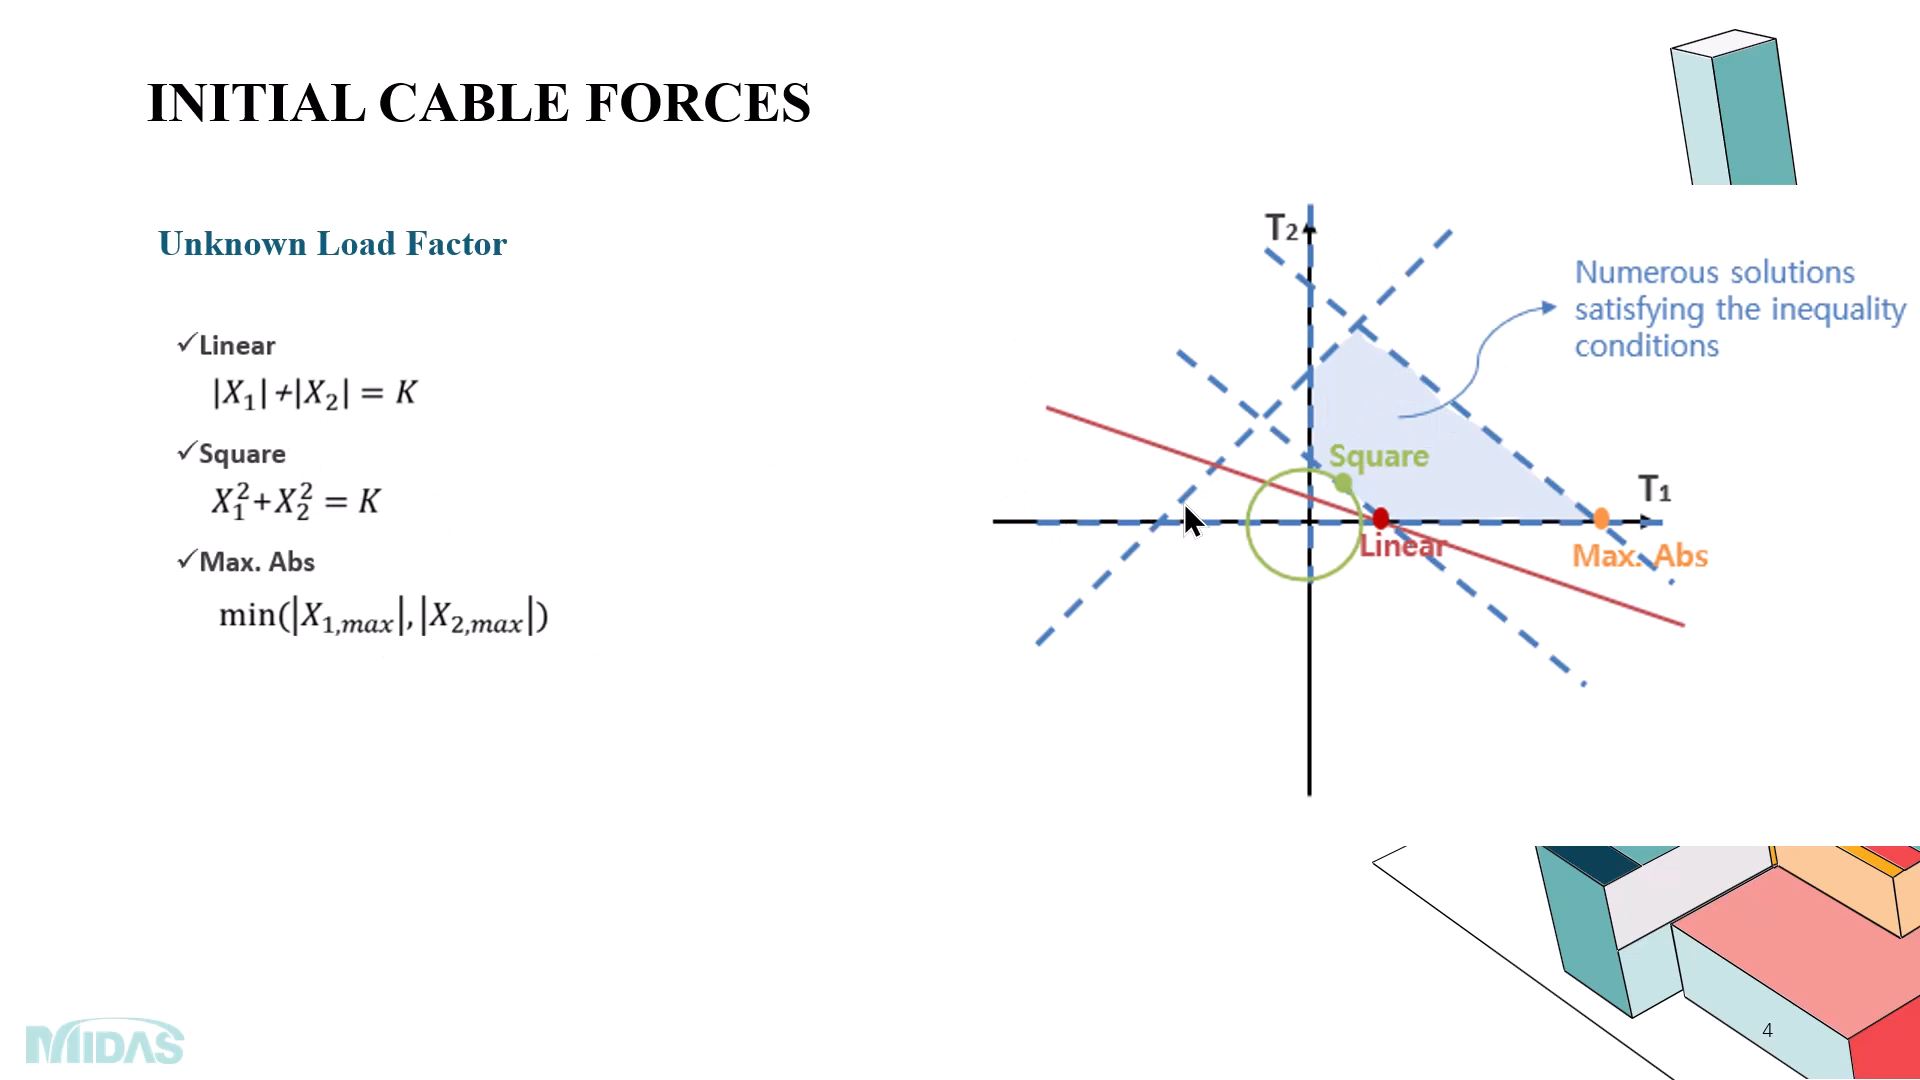 INITIAL CABLE FORCES
Unknown Load Factor
✓Linear
|X₁|+|X₂| = K
✓Square
X₁²+X₂² = K
✓Max. Abs
min(|X₁,ₘₐₓ|,|X₂,ₘₐₓ|)
T₂
Numerous solutions
satisfying the inequality
conditions
Square
T₁
Linear
Max. Abs
MIDAS
4